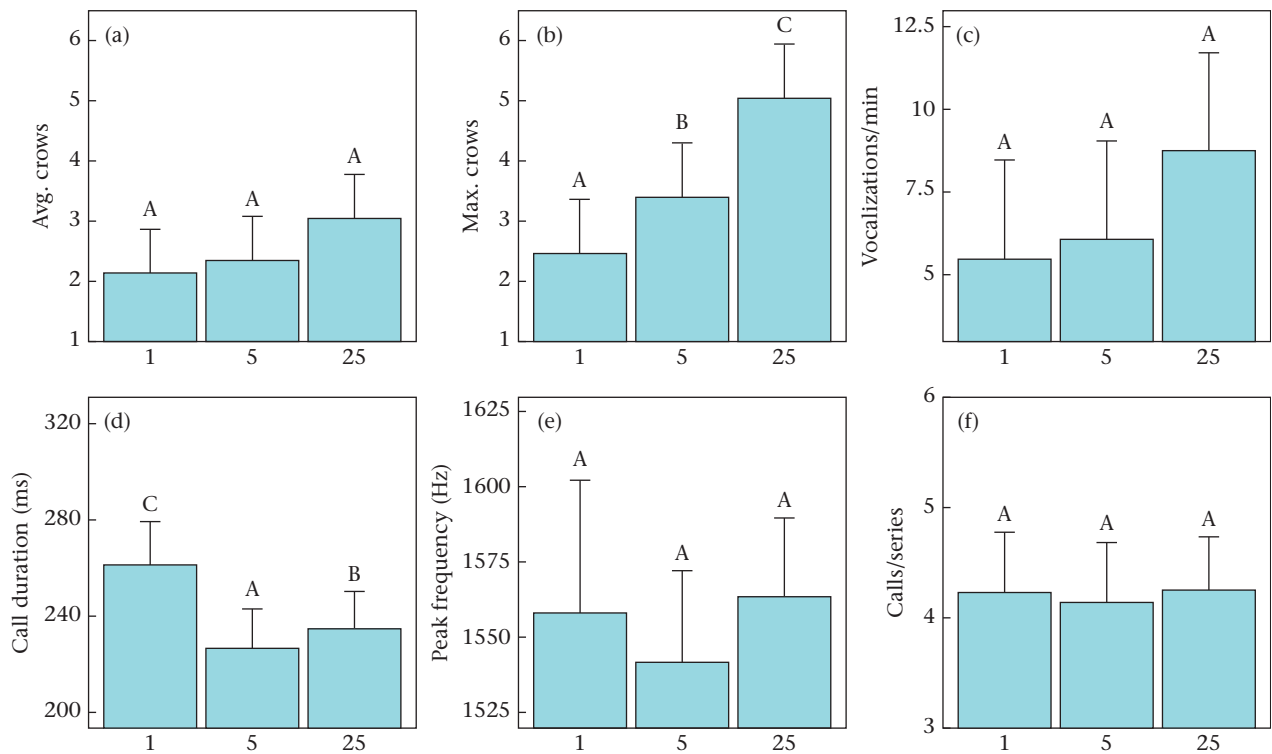 (a)
Avg. crows
6
5
4
3
2
1
A
A
A
1 5 25
(b)
Max. crows
6
5
4
3
2
1
A
B
C
1 5 25
(c)
Vocalizations/min
12.5
10
7.5
5
A
A
A
1 5 25
(d)
Call duration (ms)
320
280
240
200
C
A
B
1 5 25
(e)
Peak frequency (Hz)
1625
1600
1575
1550
1525
A
A
A
1 5 25
(f)
Calls/series
6
5
4
3
A
A
A
1 5 25